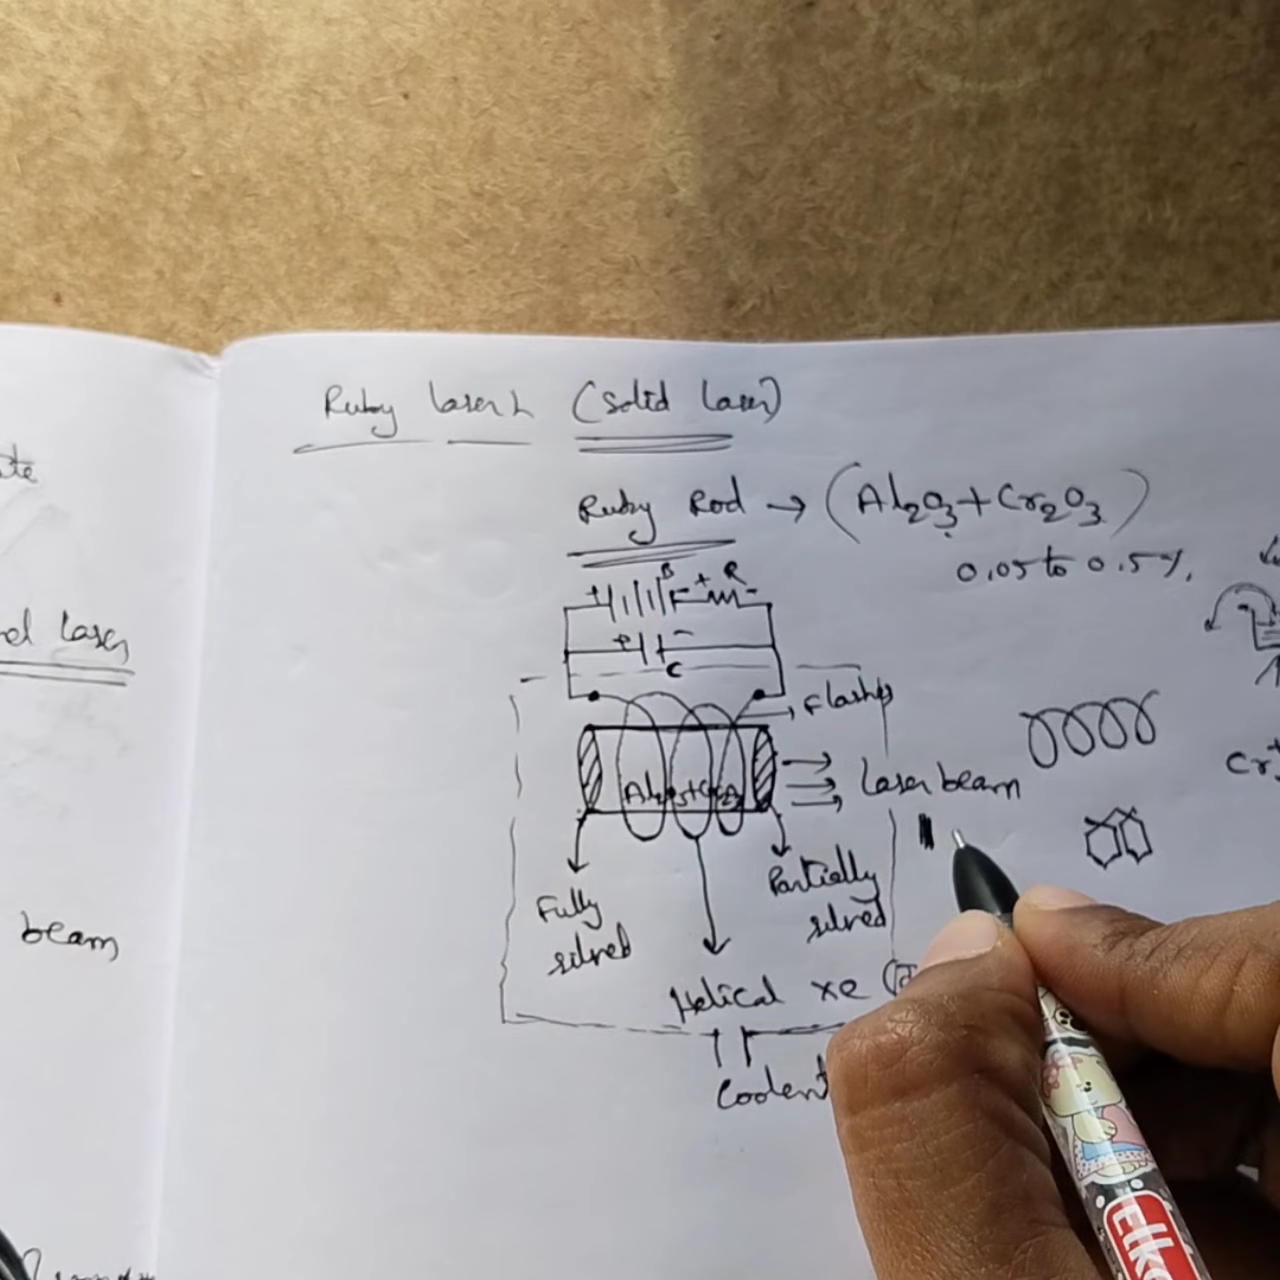 Ruby laser (solid laser)
Ruby Rod → (Al2O3+Cr2O3)
0.05 to 0.5%.
B + R -
+ -
C
Flash
Laser beam
Fully
silved
Partially
silved
Helical xe
Coolent
laser
beam
Elke